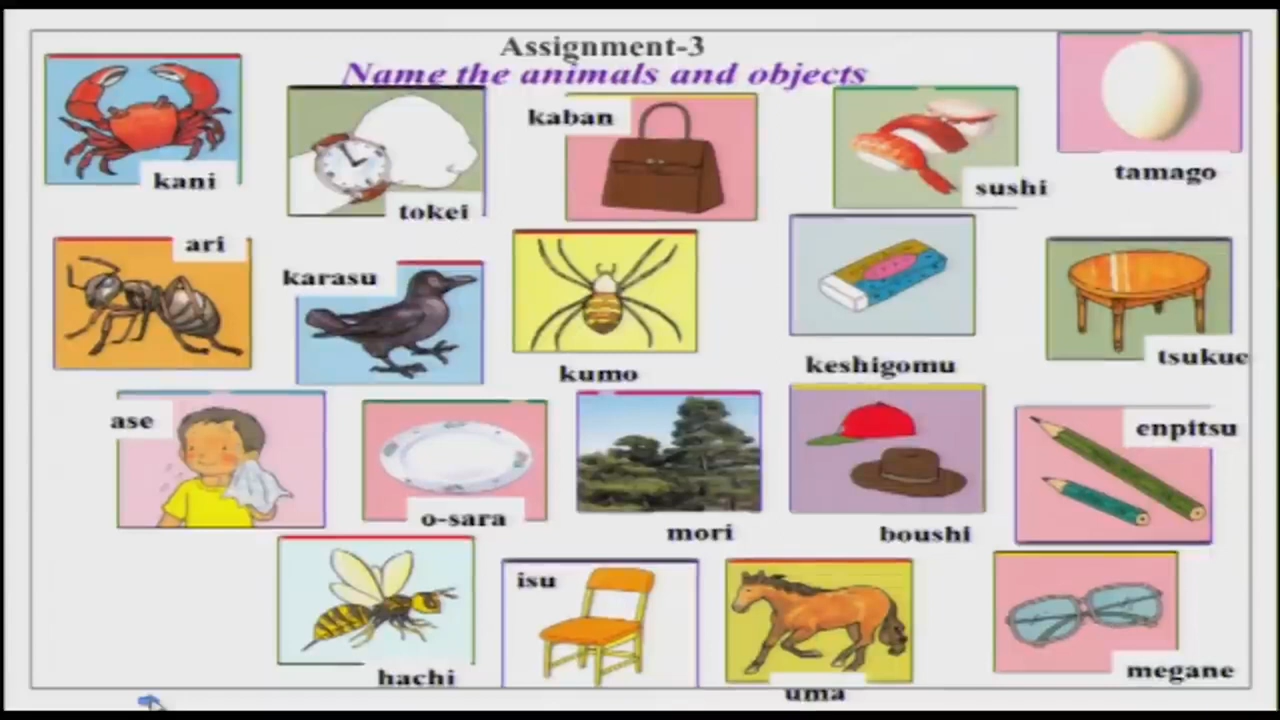 Assignment-3
Name the animals and objects
kani
tokei
kaban
sushi
tamago
ari
karasu
kumo
keshigomu
tsukue
ase
o-sara
mori
boushi
enpitsu
hachi
isu
uma
megane